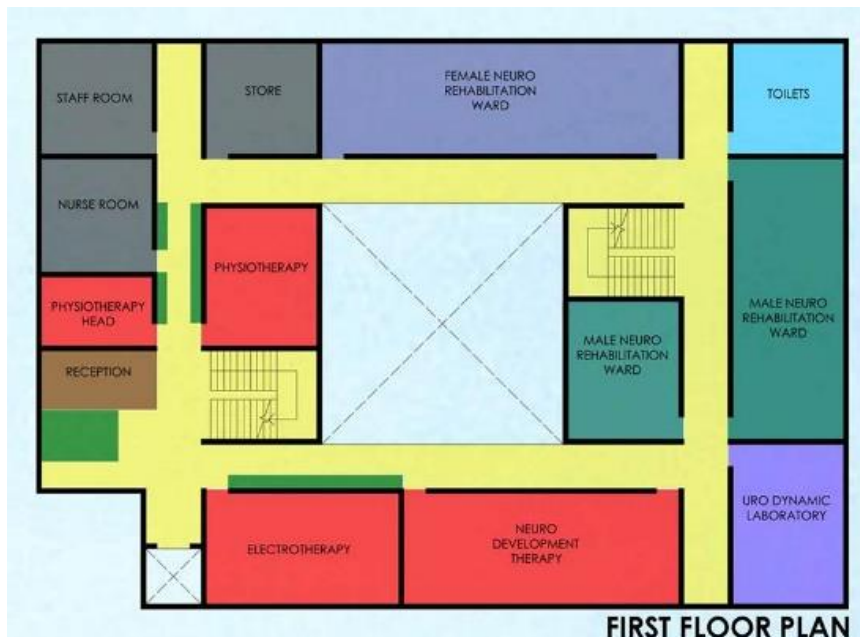 STAFF ROOM
STORE
FEMALE NEURO
REHABILITATION
WARD
TOILETS
NURSE ROOM
PHYSIOTHERAPY
PHYSIOTHERAPY
HEAD
MALE NEURO
REHABILITATION
WARD
MALE NEURO
REHABILITATION
WARD
RECEPTION
ELECTROTHERAPY
NEURO
DEVELOPMENT
THERAPY
URO DYNAMIC
LABORATORY
FIRST FLOOR PLAN